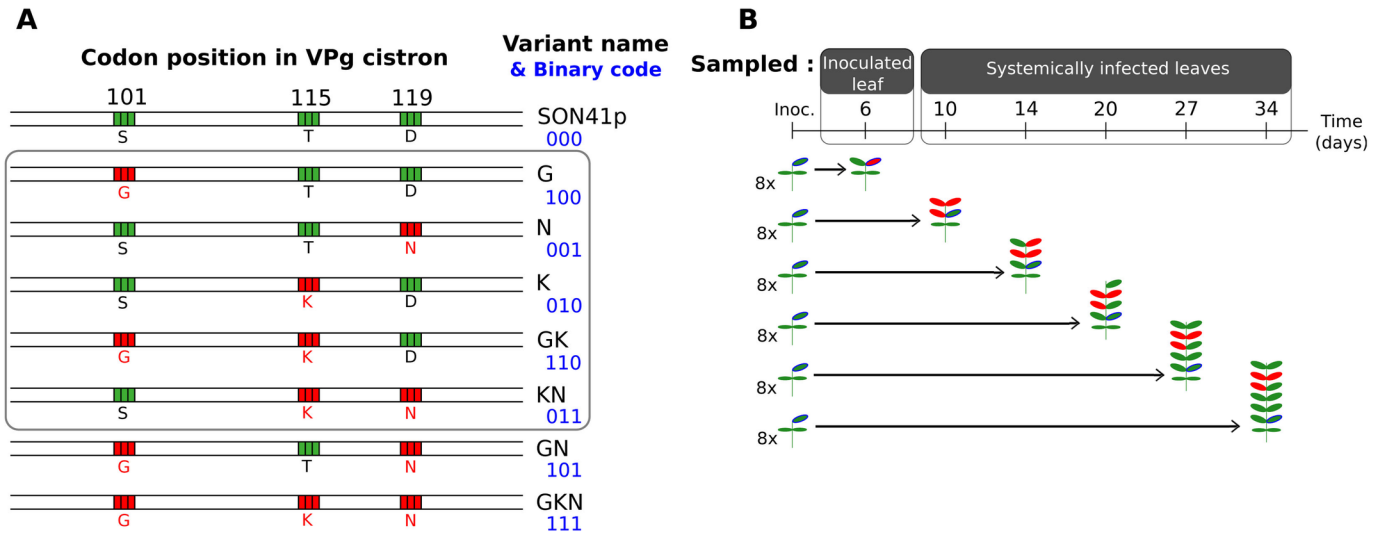 A
Codon position in VPg cistron
Variant name
& Binary code
101 115 119
SON41p
S T D
000
G
G T D
100
N
S T N
001
K
S K D
010
GK
G K D
110
KN
S K N
011
GN
G T N
101
GKN
G K N
111
B
Sampled :
Inoculated
leaf
Systemically infected leaves
Inoc. 6 10 14 20 27 34
Time
(days)
8x
8x
8x
8x
8x
8x